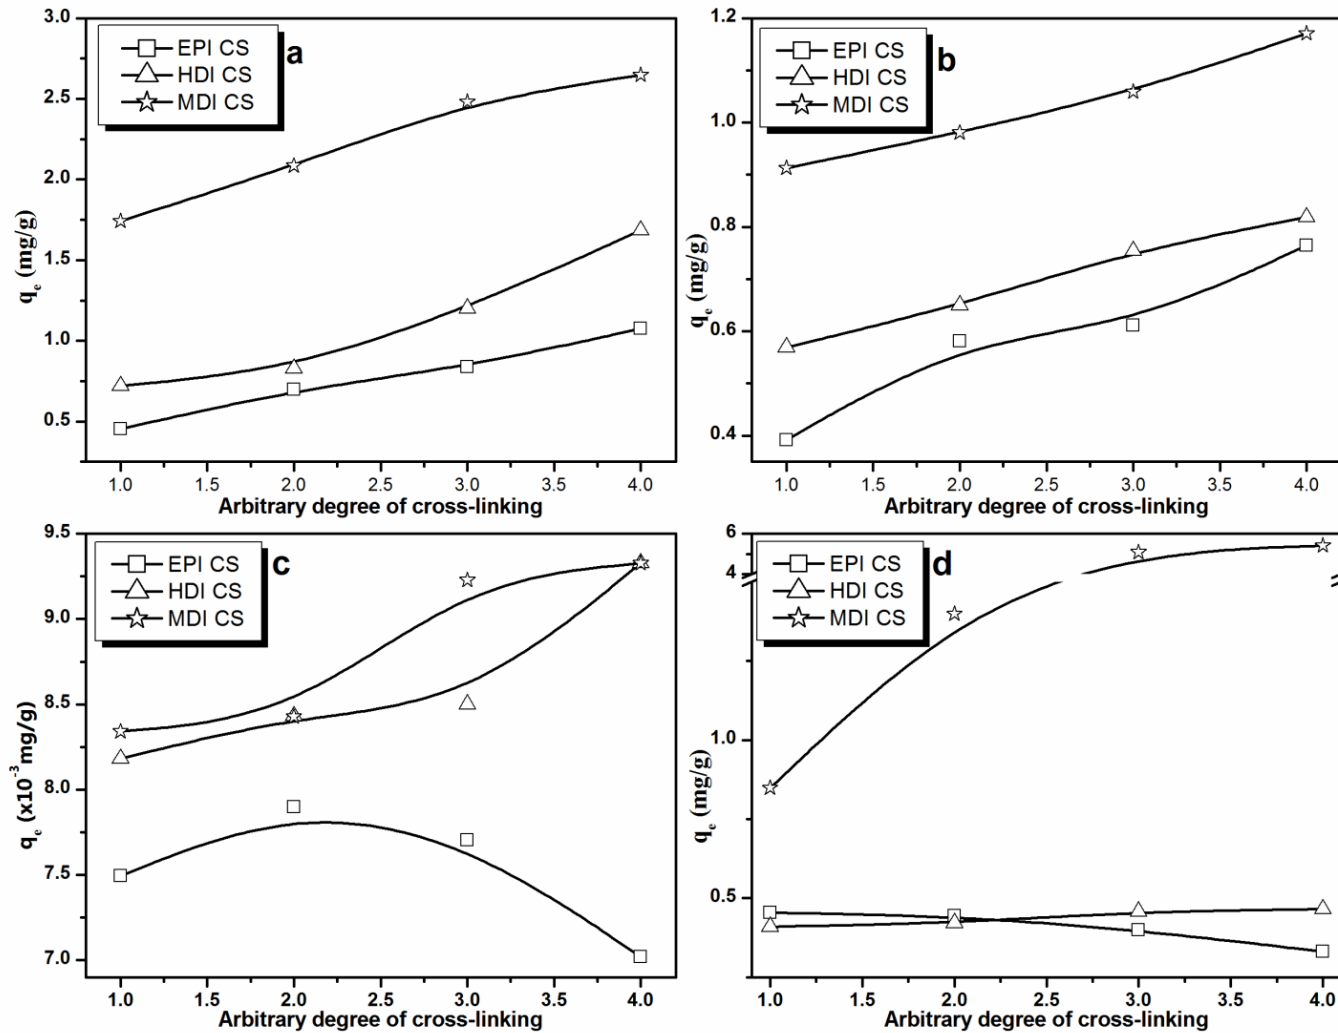 EPI CS
HDI CS
MDI CS
a
3.0
2.5
2.0
1.5
1.0
0.5
qe (mg/g)
1.0 1.5 2.0 2.5 3.0 3.5 4.0
Arbitrary degree of cross-linking
EPI CS
HDI CS
MDI CS
b
1.2
1.0
0.8
0.6
0.4
qe (mg/g)
1.0 1.5 2.0 2.5 3.0 3.5 4.0
Arbitrary degree of cross-linking
EPI CS
HDI CS
MDI CS
c
9.5
9.0
8.5
8.0
7.5
7.0
qe (x10-3 mg/g)
1.0 1.5 2.0 2.5 3.0 3.5 4.0
Arbitrary degree of cross-linking
EPI CS
HDI CS
MDI CS
d
6
4
1.0
0.5
qe (mg/g)
1.0 1.5 2.0 2.5 3.0 3.5 4.0
Arbitrary degree of cross-linking